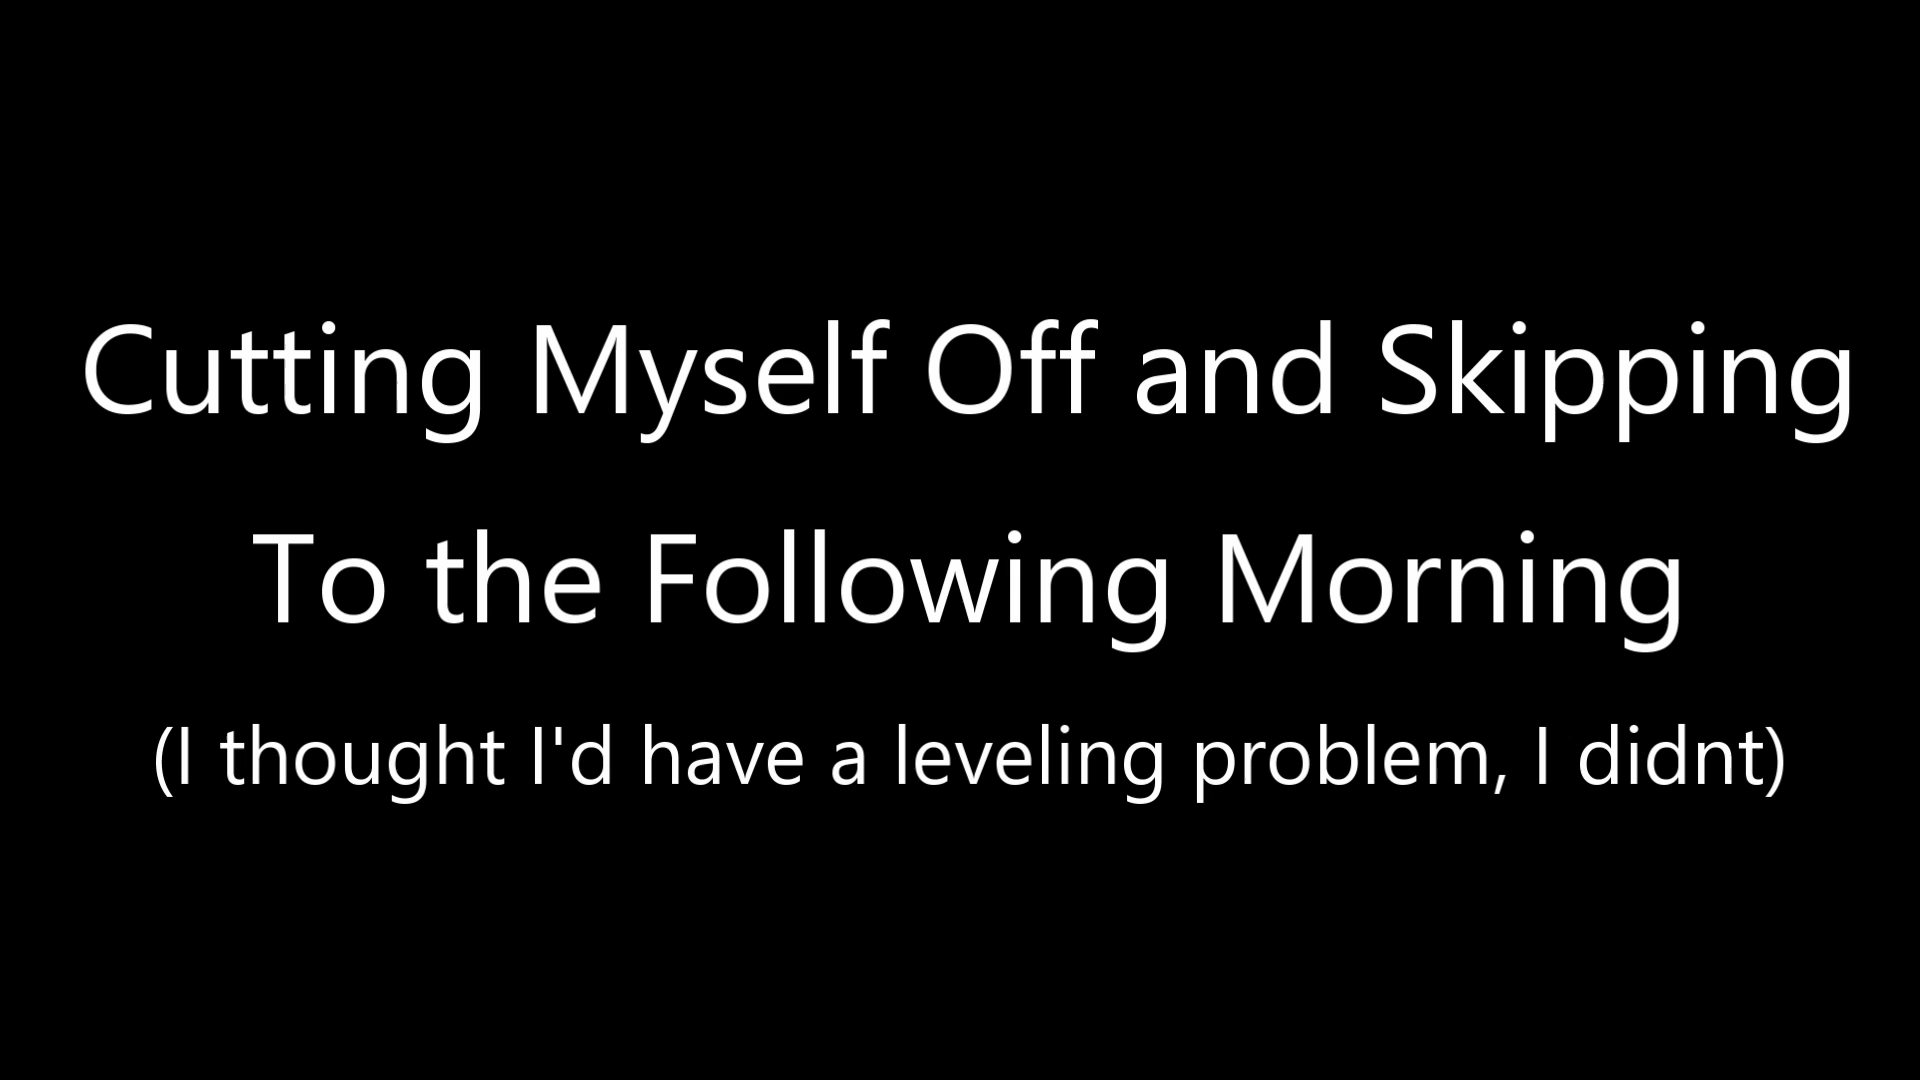 Cutting Myself Off and Skipping
To the Following Morning
(I thought I'd have a leveling problem, I didnt)